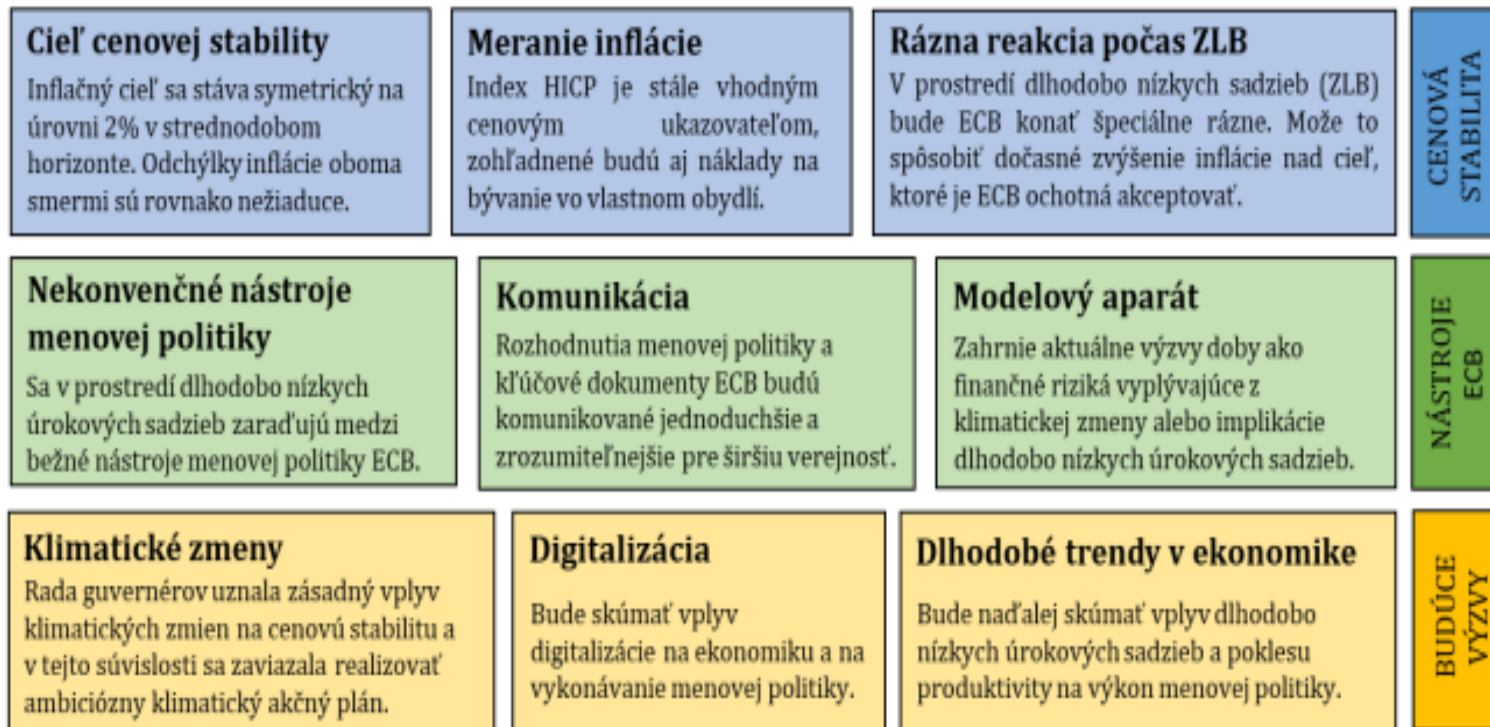 Cieľ cenovej stability
Inflačný cieľ sa stáva symetrický na
úrovni 2% v strednodobom
horizonte. Odchýlky inflácie oboma
smermi sú rovnako nežiaduce.
Meranie inflácie
Index HICP je stále vhodným
cenovým ukazovateľom,
zohľadnené budú aj náklady na
bývanie vo vlastnom obydlí.
Rázna reakcia počas ZLB
V prostredí dlhodobo nízkych sadzieb (ZLB)
bude ECB konať špeciálne rázne. Može to
spôsobiť dočasné zvýšenie inflácie nad cieľ,
ktoré je ECB ochotná akceptovať.
CENOVÁ
STABILITA
Nekonvenčné nástroje
menovej politiky
Sa v prostredí dlhodobo nízkych
úrokových sadzieb zaraďujú medzi
bežné nástroje menovej politiky ECB.
Komunikácia
Rozhodnutia menovej politiky a
kľúčové dokumenty ECB budú
komunikované jednoduchšie a
zrozumiteľnejšie pre širšiu verejnosť.
Modelový aparát
Zahrnie aktuálne výzvy doby ako
finančné riziká vyplývajúce z
klimatickej zmeny alebo implikácie
dlhodobo nízkych úrokových sadzieb.
NÁSTROJE
ECB
Klimatické zmeny
Rada guvernérov uznala zásadný vplyv
klimatických zmien na cenovú stabilitu a
v tejto súvislosti sa zaviazala realizovať
ambiciózny klimatický akčný plán.
Digitalizácia
Bude skúmať vplyv
digitalizácie na ekonomiku a na
vykonávanie menovej politiky.
Dlhodobé trendy v ekonomike
Bude naďalej skúmať vplyv dlhodobo
nízkych úrokových sadzieb a poklesu
produktivity na výkon menovej politiky.
BUDÚCE
VÝZVY